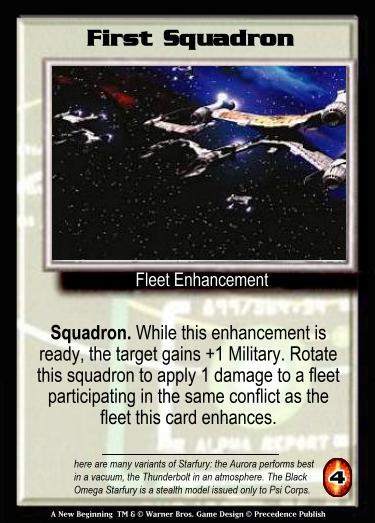 First Squadron
Fleet Enhancement
Squadron. While this enhancement is
ready, the target gains +1 Military. Rotate
this squadron to apply 1 damage to a fleet
participating in the same conflict as the
fleet this card enhances.
here are many variants of Starfury: the Aurora performs best
in a vacuum, the Thunderbolt in an atmosphere. The Black
Omega Starfury is a stealth model issued only to Psi Corps.
4
A New Beginning TM & © Warner Bros. Game Design © Precedence Publish